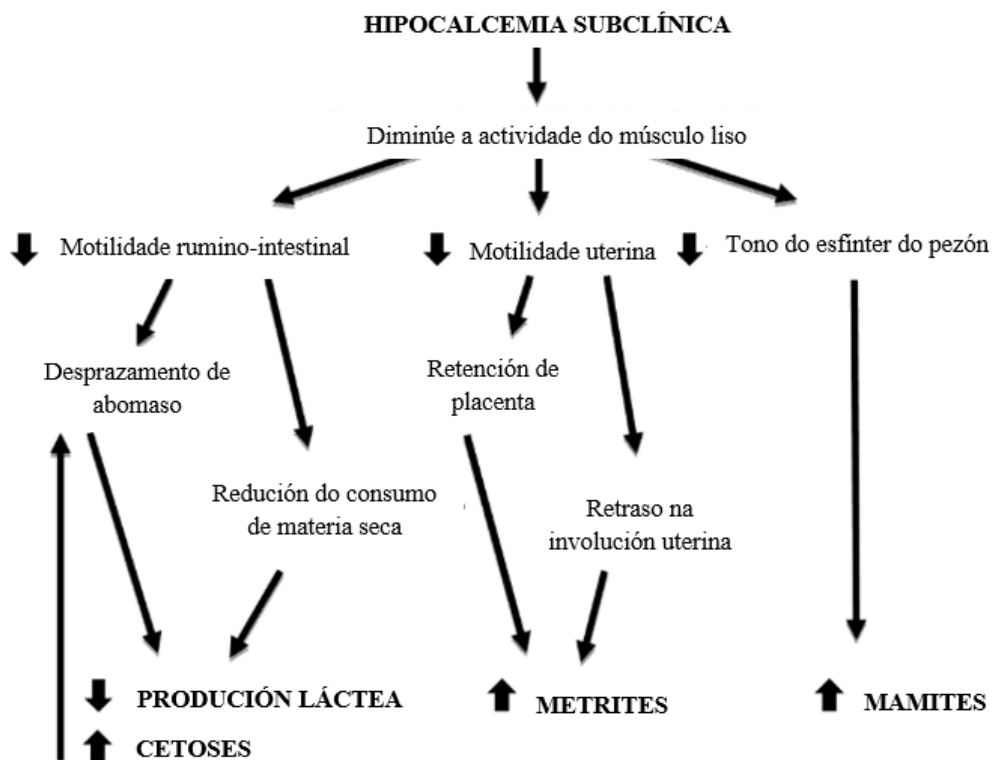 HIPOCALCEMIA SUBCLÍNICA
Diminúe a actividade do músculo liso
Motilidade rumino-intestinal
Motilidade uterina
Tono do esfínter do pezón
Desprazamento de
abomaso
Retención de
placenta
Redución do consumo
de materia seca
Retraso na
involución uterina
PRODUCIÓN LÁCTEA
METRITES
MAMITES
CETOSES